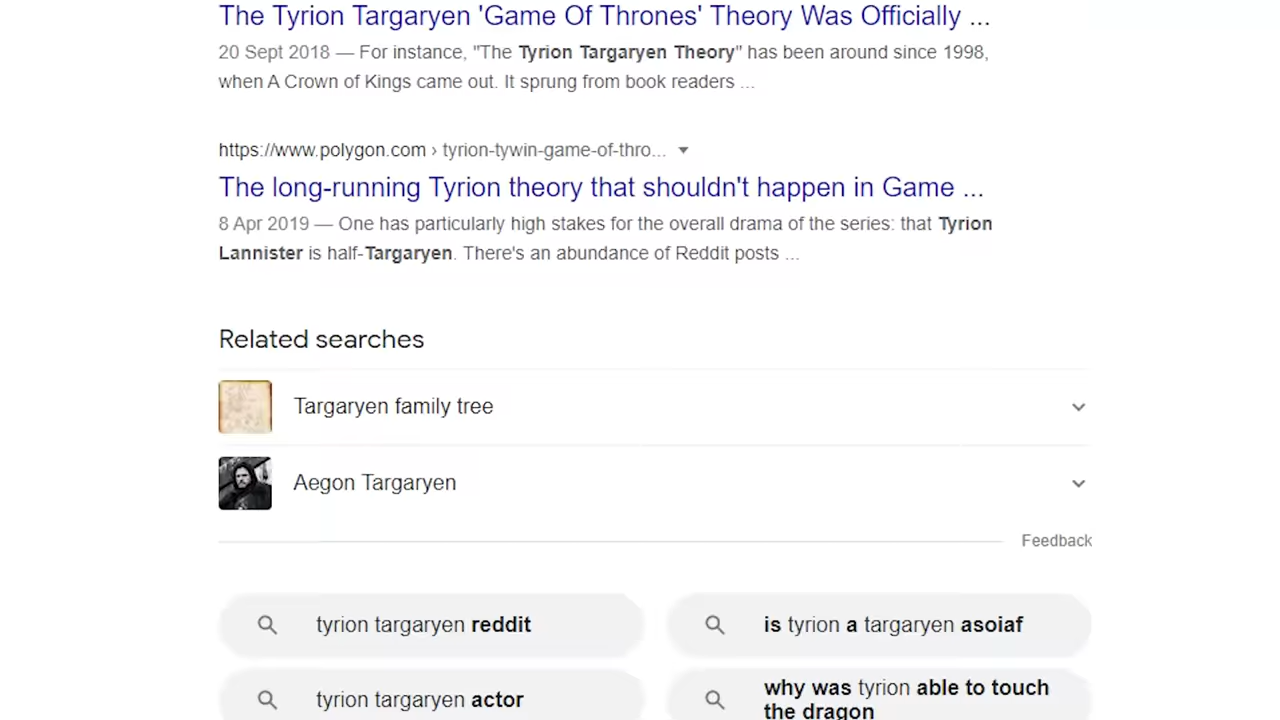 The Tyrion Targaryen 'Game Of Thrones' Theory Was Officially ...
20 Sept 2018 — For instance, "The Tyrion Targaryen Theory" has been around since 1998,
when A Crown of Kings came out. It sprung from book readers ...
https://www.polygon.com › tyrion-tywin-game-of-thro...
The long-running Tyrion theory that shouldn't happen in Game ...
8 Apr 2019 — One has particularly high stakes for the overall drama of the series: that Tyrion
Lannister is half-Targaryen. There's an abundance of Reddit posts ...
Related searches
Targaryen family tree
Aegon Targaryen
Feedback
tyrion targaryen reddit
is tyrion a targaryen asoiaf
tyrion targaryen actor
why was tyrion able to touch
the dragon